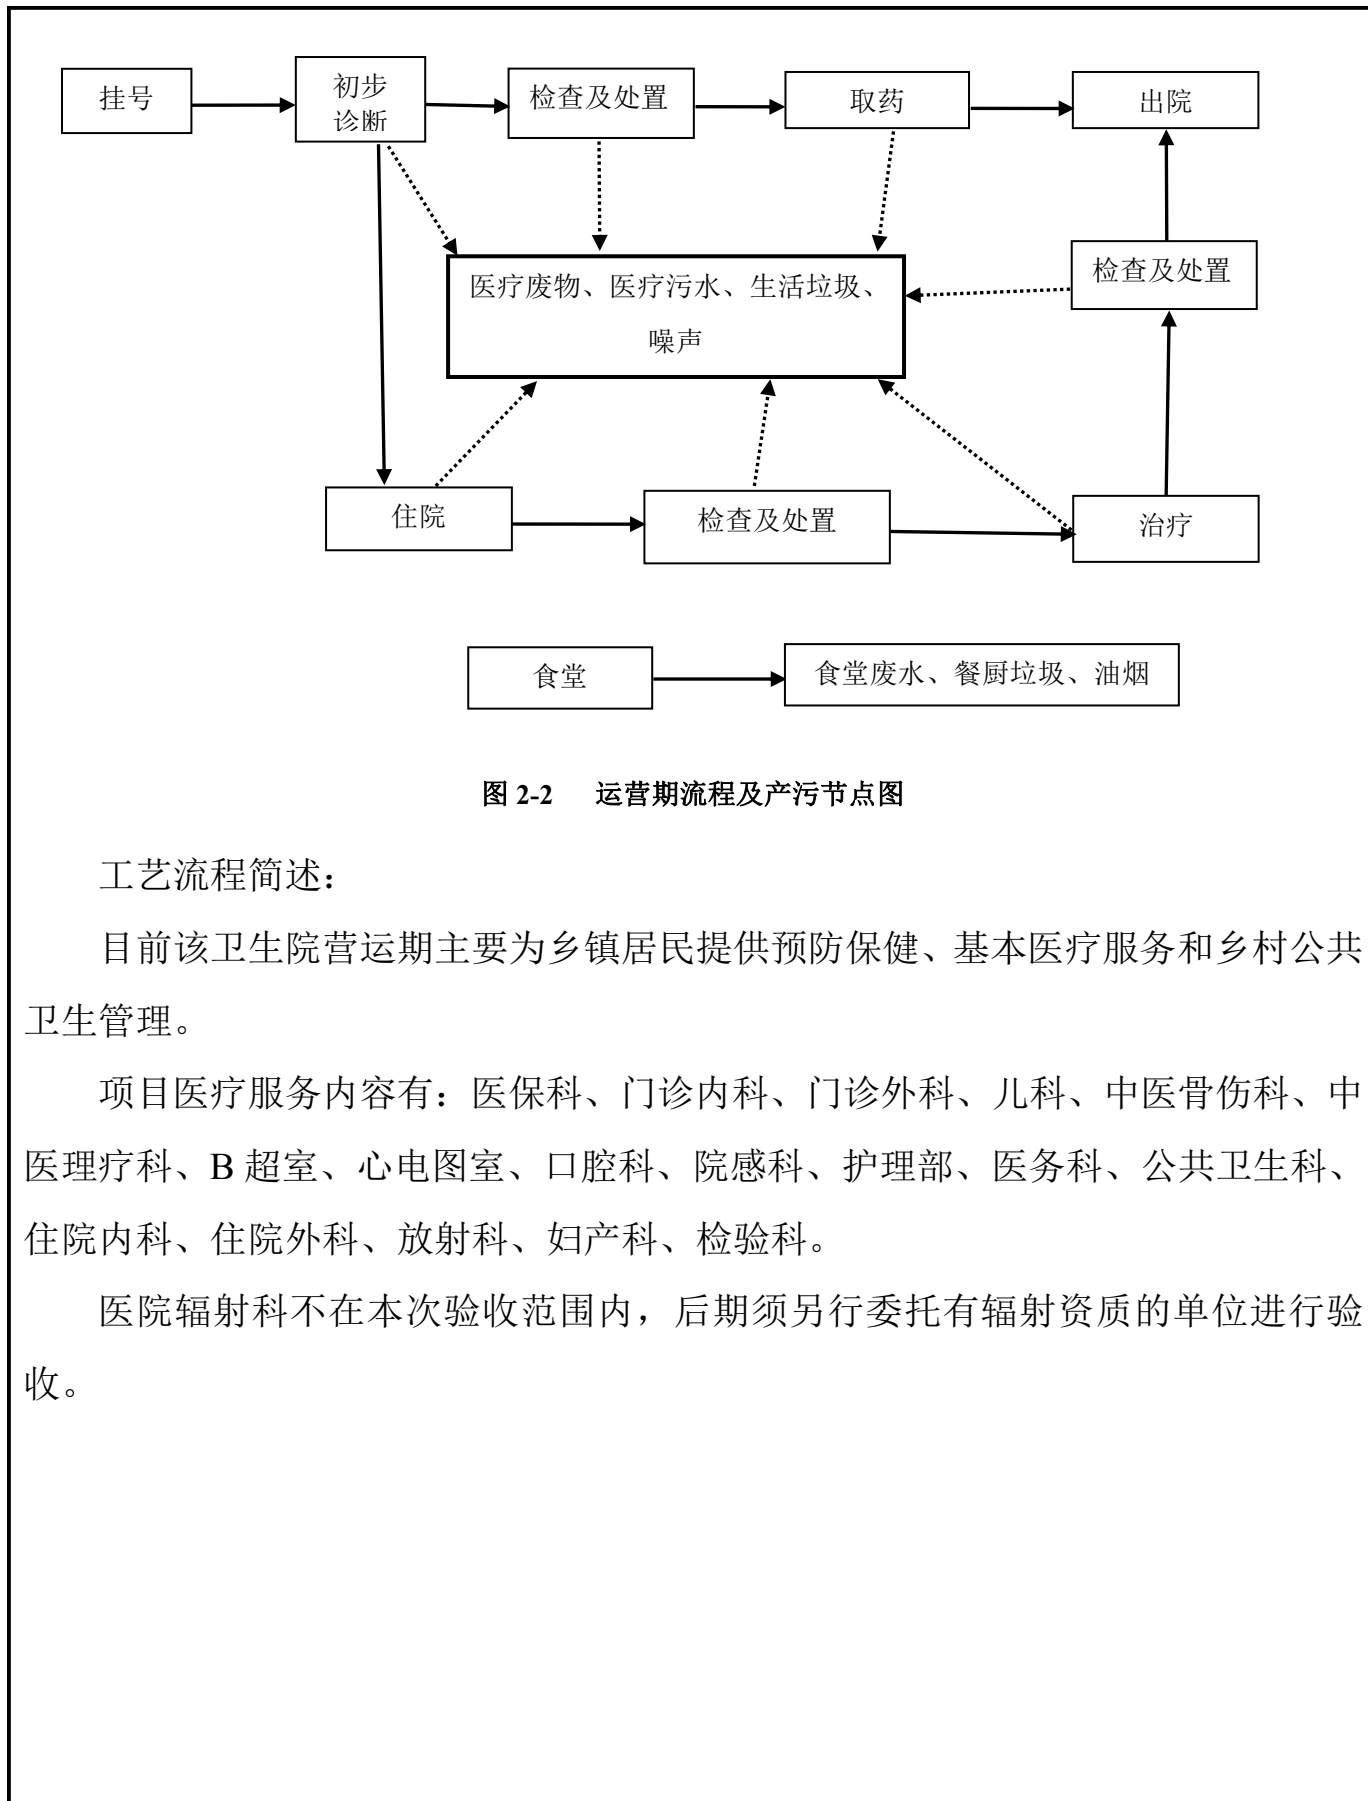 挂号
初步
诊断
检查及处置
取药
出院
医疗废物、医疗污水、生活垃圾、
噪声
检查及处置
住院
检查及处置
治疗
食堂
食堂废水、餐厨垃圾、油烟
图 2-2 运营期流程及产污节点图
工艺流程简述：
目前该卫生院营运期主要为乡镇居民提供预防保健、基本医疗服务和乡村公共
卫生管理。
项目医疗服务内容有：医保科、门诊内科、门诊外科、儿科、中医骨伤科、中
医理疗科、B 超室、心电图室、口腔科、院感科、护理部、医务科、公共卫生科、
住院内科、住院外科、放射科、妇产科、检验科。
医院辐射科不在本次验收范围内，后期须另行委托有辐射资质的单位进行验
收。